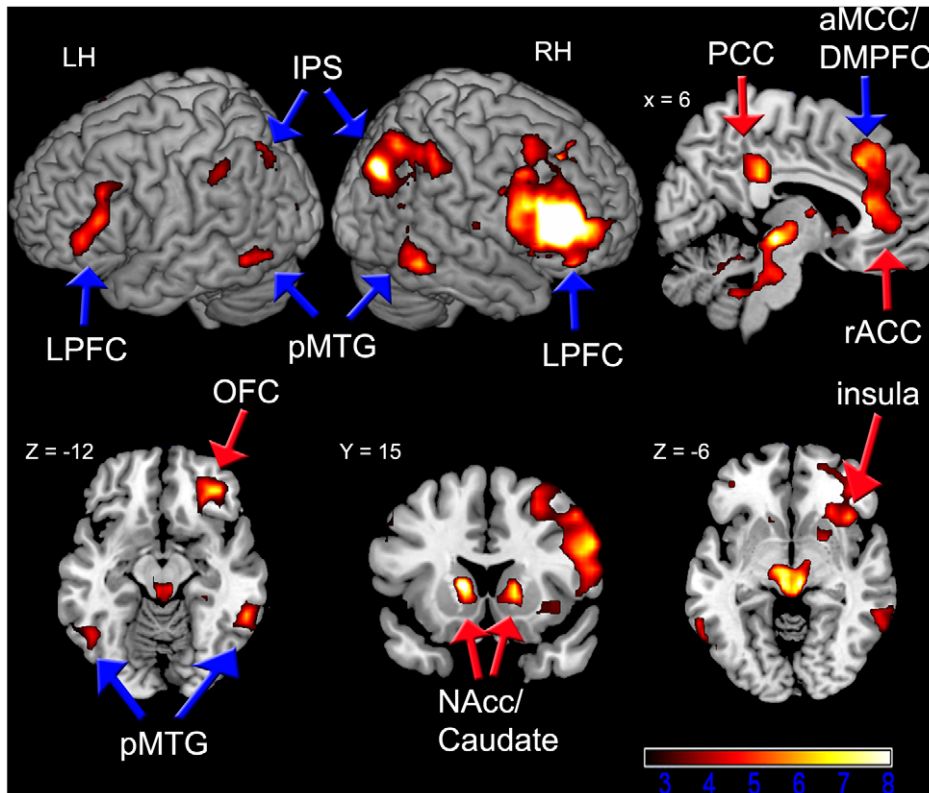 LH
IPS
RH
PCC
aMCC/
DMPFC
x = 6
LPFC
pMTG
LPFC
rACC
OFC
insula
Z = -12
Y = 15
Z = -6
pMTG
NAcc/
Caudate
3 4 5 6 7 8